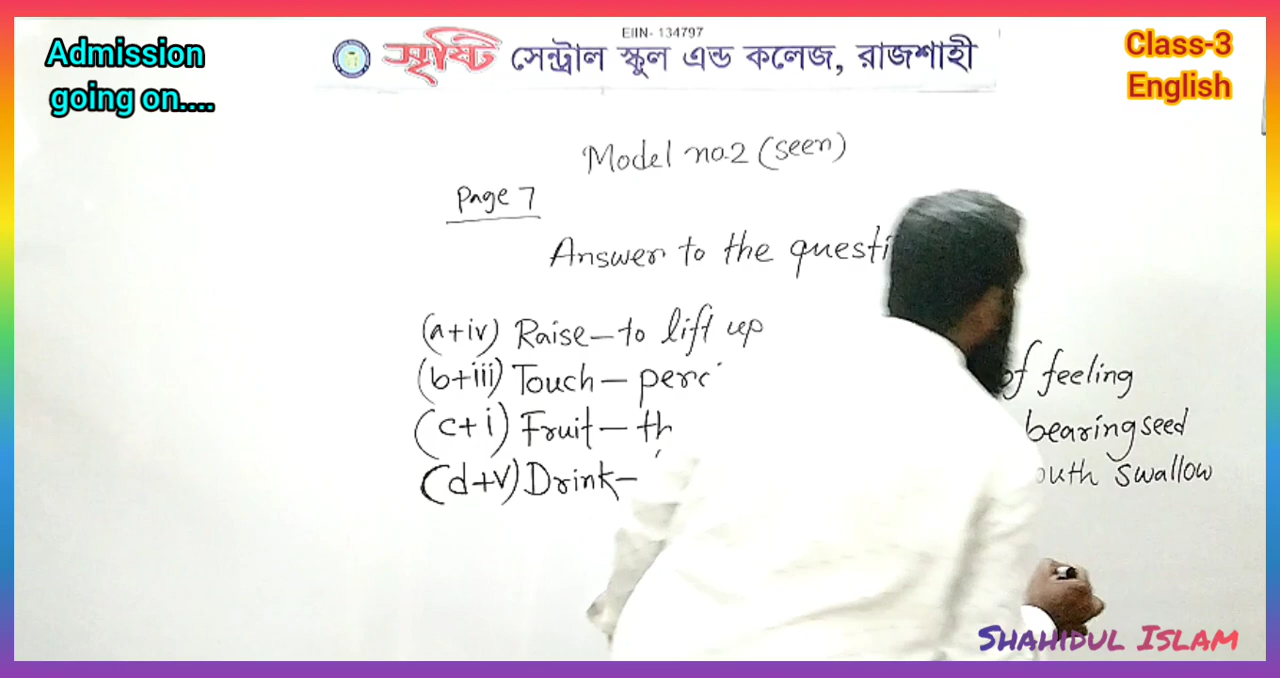 Admission
going on....
EIIN- 134797
সৃষ্টি সেন্ট্রাল স্কুল এন্ড কলেজ, রাজশাহী
Class-3
English
Model no.2 (seen)
Page 7
Answer to the questi
(a+iv) Raise – to lift up
(b+iii) Touch – perc of feeling
(c+i) Fruit – th bearing seed
(d+v) Drink – outh swallow
SHAHIDUL ISLAM